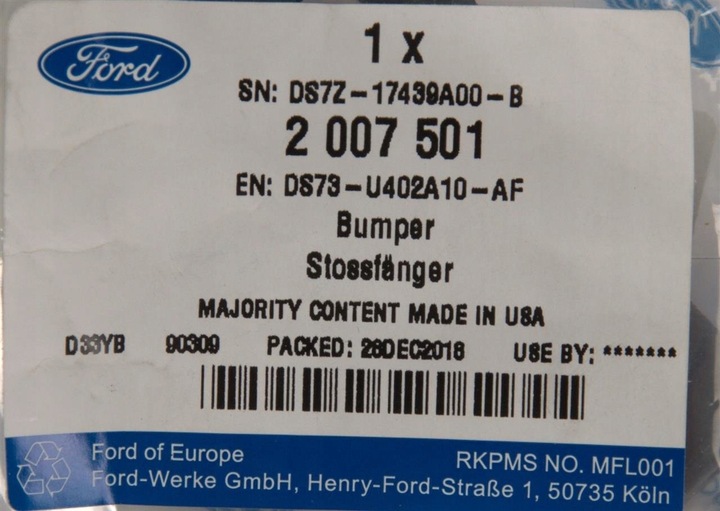 Ford
1 x
SN: DS7Z-17439A00-B
2 007 501
EN: DS73-U402A10-AF
Bumper
Stossfänger
MAJORITY CONTENT MADE IN USA
D33YB 90309 PACKED: 26DEC2018 USE BY: *******
Ford of Europe RKPMS NO. MFL001
Ford-Werke GmbH, Henry-Ford-Straße 1, 50735 Köln